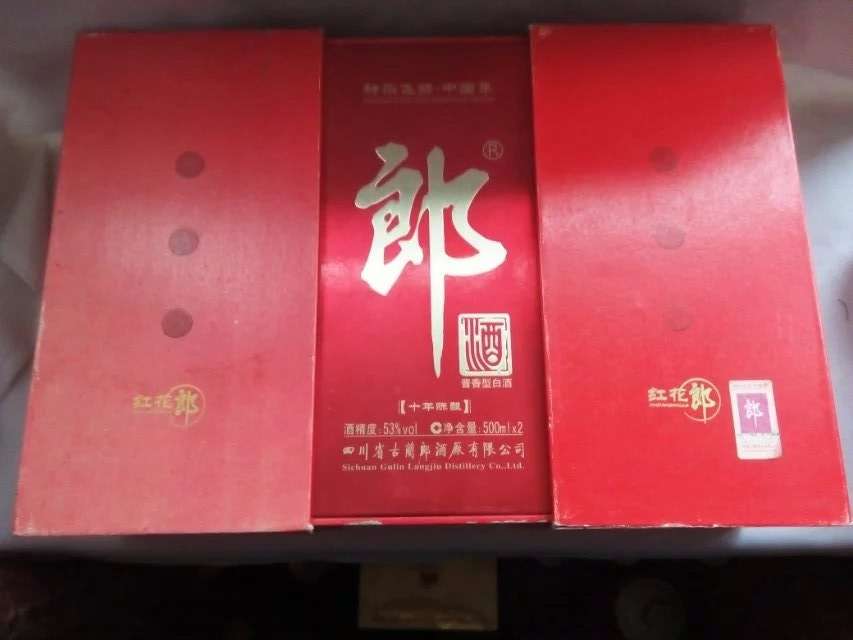 神采飞扬·中国郎
郎®
酒
酱香型白酒
【十年陈酿】
酒精度:53%vol 净含量:500ml×2
四川省古蔺郎酒厂有限公司
Sichuan Gulin Langjiu Distillery Co.,Ltd.
红花郎
红花郎
郎